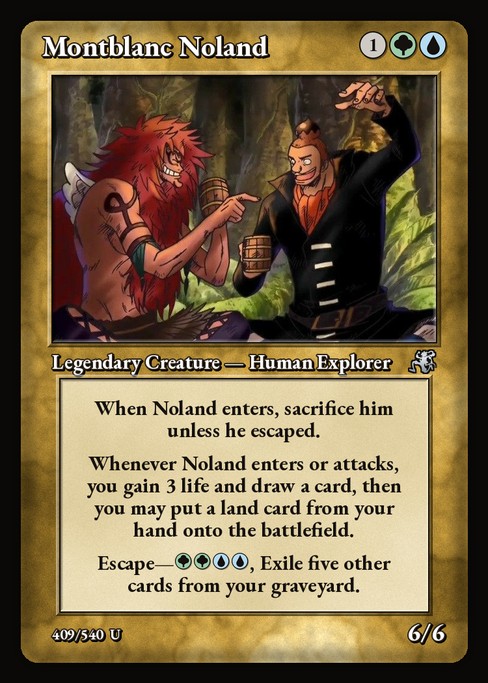 Montblanc Noland 1
Legendary Creature — Human Explorer
When Noland enters, sacrifice him
unless he escaped.
Whenever Noland enters or attacks,
you gain 3 life and draw a card, then
you may put a land card from your
hand onto the battlefield.
Escape—, Exile five other
cards from your graveyard.
409/540 U 6/6